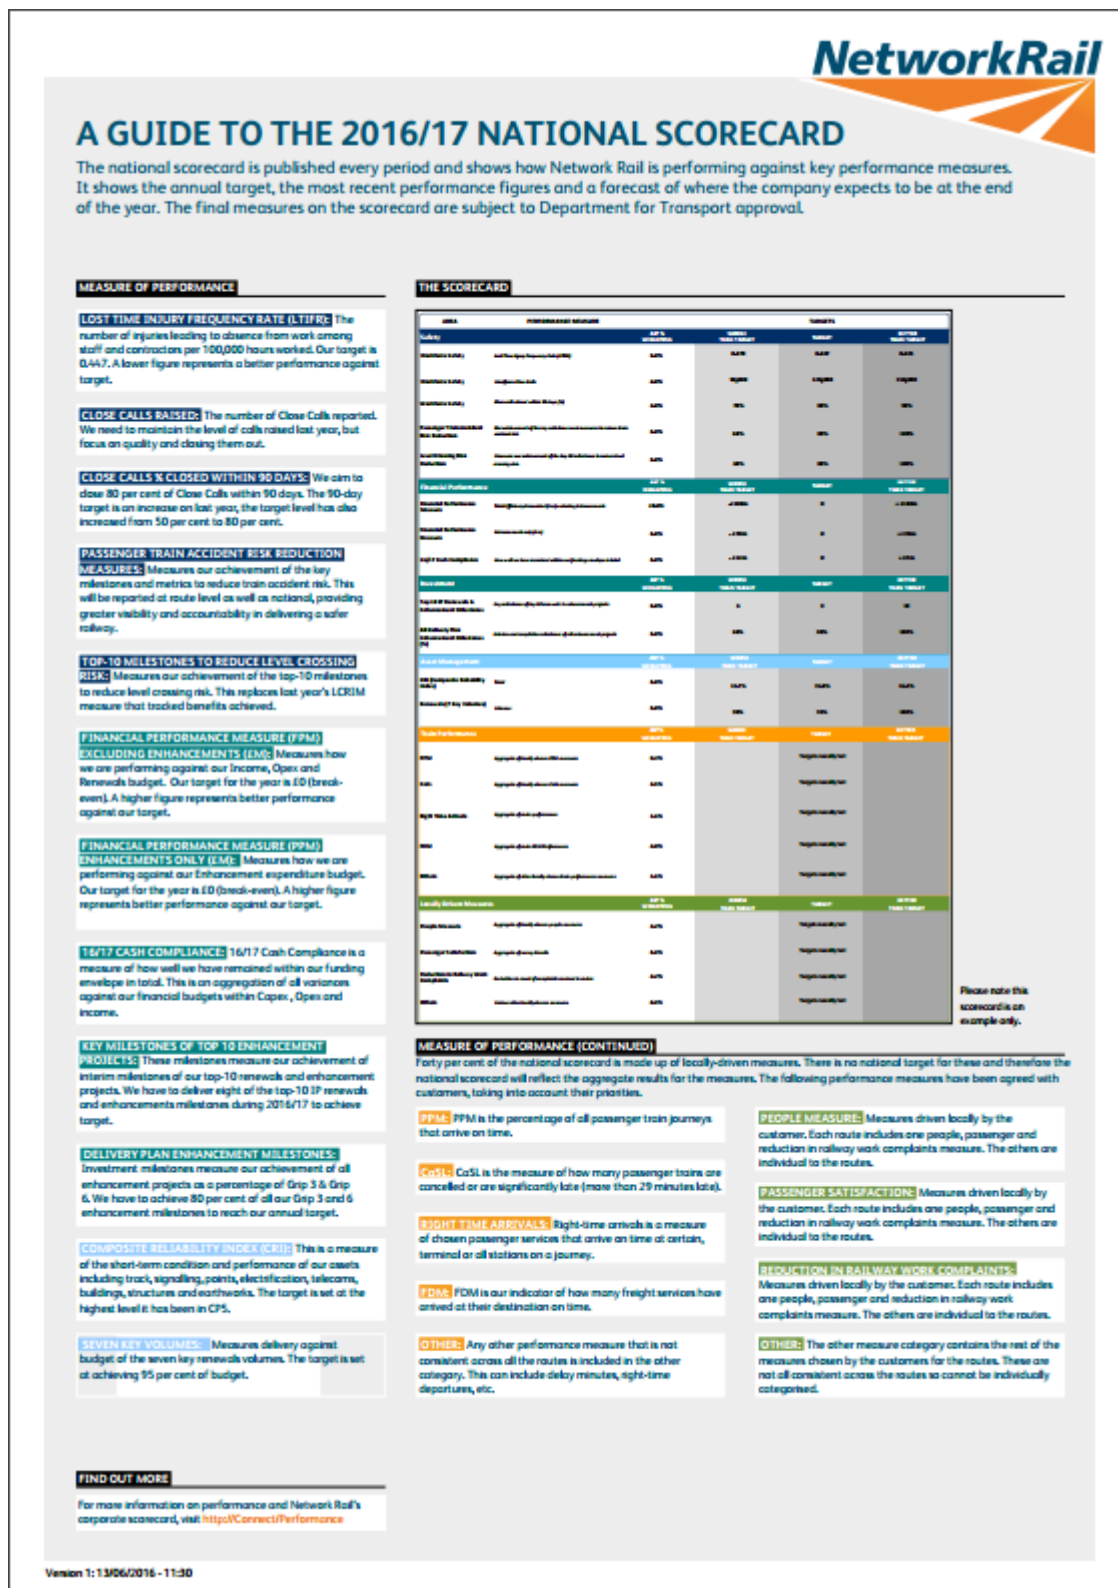 NetworkRail
A GUIDE TO THE 2016/17 NATIONAL SCORECARD
The national scorecard is published every period and shows how Network Rail is performing against key performance measures.
It shows the annual target, the most recent performance figures and a forecast of where the company expects to be at the end
of the year. The final measures on the scorecard are subject to Department for Transport approval.
MEASURE OF PERFORMANCE
LOST TIME INJURY FREQUENCY RATE (LTIFR): The
number of injuries leading to absence from work among
staff and contractors per 100,000 hours worked. Our target is
0.447. A lower figure represents a better performance against
target.
CLOSE CALLS RAISED: The number of Close Calls reported.
We need to maintain the level of calls raised last year, but
focus on quality and closing them out.
CLOSE CALLS % CLOSED WITHIN 90 DAYS: We aim to
close 80 per cent of Close Calls within 90 days. The 90-day
target is an increase on last year, the target level has also
increased from 50 per cent to 80 per cent.
PASSENGER TRAIN ACCIDENT RISK REDUCTION
MEASURES: Measures our achievement of the key
milestones and metrics to reduce train accident risk. This
will be reported at route level as well as national, providing
greater visibility and accountability in delivering a safer
railway.
TOP-10 MILESTONES TO REDUCE LEVEL CROSSING
RISK: Measures our achievement of the top-10 milestones
to reduce level crossing risk. This replaces last year's LCRIM
measure that tracked benefits achieved.
FINANCIAL PERFORMANCE MEASURE (FPM)
EXCLUDING ENHANCEMENTS (£M): Measures how
we are performing against our Income, Opex and
Renewals budget. Our target for the year is £0 (break-
even). A higher figure represents better performance
against our target.
FINANCIAL PERFORMANCE MEASURE (PPM)
ENHANCEMENTS ONLY (£M): Measures how we are
performing against our Enhancement expenditure budget.
Our target for the year is £0 (break-even). A higher figure
represents better performance against our target.
16/17 CASH COMPLIANCE: 16/17 Cash Compliance is a
measure of how well we have remained within our funding
envelope in total. This is an aggregation of all variances
against our financial budgets within Capex , Opex and
income.
KEY MILESTONES OF TOP 10 ENHANCEMENT
PROJECTS: These milestones measure our achievement of
interim milestones of our top-10 renewals and enhancement
projects. We have to deliver eight of the top-10 IP renewals
and enhancements milestones during 2016/17 to achieve
target.
DELIVERY PLAN ENHANCEMENT MILESTONES:
Investment milestones measure our achievement of all
enhancement projects as a percentage of Grip 3 & Grip
6. We have to achieve 80 per cent of all our Grip 3 and 6
enhancement milestones to reach our annual target.
COMPOSITE RELIABILITY INDEX (CRI): This is a measure
of the short-term condition and performance of our assets
including track, signalling, points, electrification, telecoms,
buildings, structures and earthworks. The target is set at the
highest level it has been in CP5.
SEVEN KEY VOLUMES: Measures delivery against
budget of the seven key renewals volumes. The target is set
at achieving 95 per cent of budget.
FIND OUT MORE
For more information on performance and Network Rail's
corporate scorecard, visit http://Connect/Performance
THE SCORECARD
AREA PERFORMANCE MEASURE TARGETS
Safety
Financial Performance
Investment
Asset Management
Train Performance
Locally Driven Measures
Please note this
scorecard is an
example only.
MEASURE OF PERFORMANCE (CONTINUED)
Forty per cent of the national scorecard is made up of locally-driven measures. There is no national target for these and therefore the
national scorecard will reflect the aggregate results for the measures. The following performance measures have been agreed with
customers, taking into account their priorities.
PPM: PPM is the percentage of all passenger train journeys
that arrive on time.
CaSL: CaSL is the measure of how many passenger trains are
cancelled or are significantly late (more than 29 minutes late).
RIGHT TIME ARRIVALS: Right-time arrivals is a measure
of chosen passenger services that arrive on time at certain,
terminal or all stations on a journey.
FDM: FDM is our indicator of how many freight services have
arrived at their destination on time.
OTHER: Any other performance measure that is not
consistent across all the routes is included in the other
category. This can include delay minutes, right-time
departures, etc.
PEOPLE MEASURE: Measures driven locally by the
customer. Each route includes one people, passenger and
reduction in railway work complaints measure. The others are
individual to the routes.
PASSENGER SATISFACTION: Measures driven locally by
the customer. Each route includes one people, passenger and
reduction in railway work complaints measure. The others are
individual to the routes.
REDUCTION IN RAILWAY WORK COMPLAINTS:
Measures driven locally by the customer. Each route includes
one people, passenger and reduction in railway work
complaints measure. The others are individual to the routes.
OTHER: The other measure category contains the rest of the
measures chosen by the customers for the routes. These are
not all consistent across the routes so cannot be individually
categorised.
Version 1: 13/06/2016 - 11:30